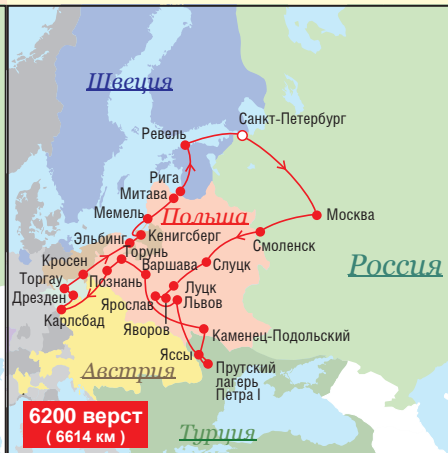 Швеция
Санкт-Петербург
Ревель
Рига
Митава
Мемель
Польша
Москва
Эльбинг
Кенигсберг
Смоленск
Торунь
Кросен
Варшава
Слуцк
Россия
Торгау
Познань
Луцк
Дрезден
Ярослав
Львов
Карлсбад
Яворов
Каменец-Подольский
Яссы
Австрия
Прутский
лагерь
Петра I
6200 верст
( 6614 км )
Турция